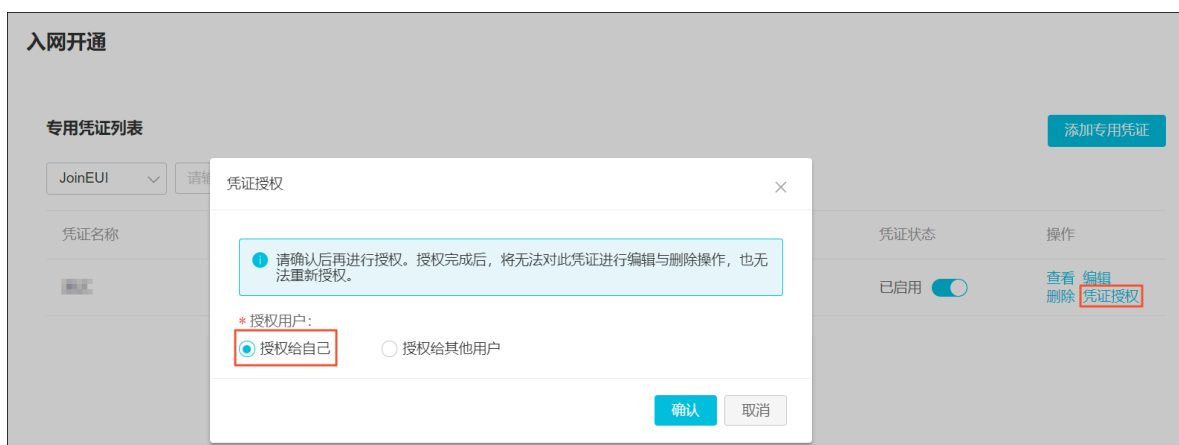 入网开通
专用凭证列表
添加专用凭证
JoinEUI
凭证授权
凭证名称
凭证状态
操作
请确认后再进行授权。授权完成后，将无法对此凭证进行编辑与删除操作，也无
法重新授权。
已启用
查看 编辑
删除 凭证授权
* 授权用户：
授权给自己
授权给其他用户
确认
取消